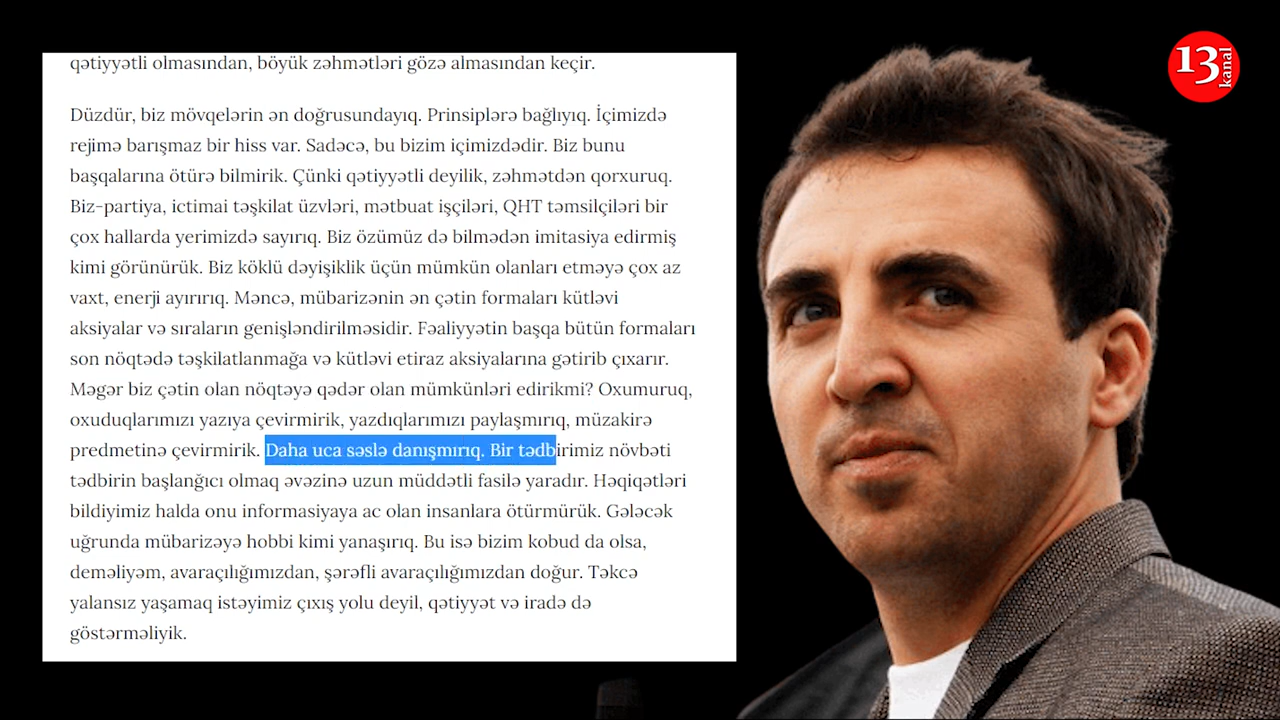 qətiyyətli olmasından, böyük zəhmətləri gözə almasından keçir.
Düzdür, biz mövqelərin ən doğrusundayıq. Prinsiplərə bağlıyıq. İçimizdə
rejimə barışmaz bir hiss var. Sadəcə, bu bizim içimizdədir. Biz bunu
başqalarına ötürə bilmirik. Çünki qətiyyətli deyilik, zəhmətdən qorxuruq.
Biz-partiya, ictimai təşkilat üzvləri, mətbuat işçiləri, QHT təmsilçiləri bir
çox hallarda yerimizdə sayırıq. Biz özümüz də bilmədən imitasiya edirmiş
kimi görünürük. Biz köklü dəyişiklik üçün mümkün olanları etməyə çox az
vaxt, enerji ayırırıq. Məncə, mübarizənin ən çətin formaları kütləvi
aksiyalar və sıraların genişləndirilməsidir. Fəaliyyətin başqa bütün formaları
son nöqtədə təşkilatlanmağa və kütləvi etiraz aksiyalarına gətirib çıxarır.
Məgər biz çətin olan nöqtəyə qədər olan mümkünləri edirikmi? Oxumuruq,
oxuduqlarımızı yazıya çevirmirik, yazdıqlarımızı paylaşmırıq, müzakirə
predmetinə çevirmirik. Daha uca səslə danışmırıq. Bir tədbirimiz növbəti
tədbirin başlanğıcı olmaq əvəzinə uzun müddətli fasilə yaradır. Həqiqətləri
bildiyimiz halda onu informasiyaya ac olan insanlara ötürmürük. Gələcək
uğrunda mübarizəyə hobbi kimi yanaşırıq. Bu isə bizim kobud da olsa,
deməliyəm, avaraçılığımızdan, şərəfli avaraçılığımızdan doğur. Təkcə
yalansız yaşamaq istəyimiz çıxış yolu deyil, qətiyyət və iradə də
göstərməliyik.
13 kanal